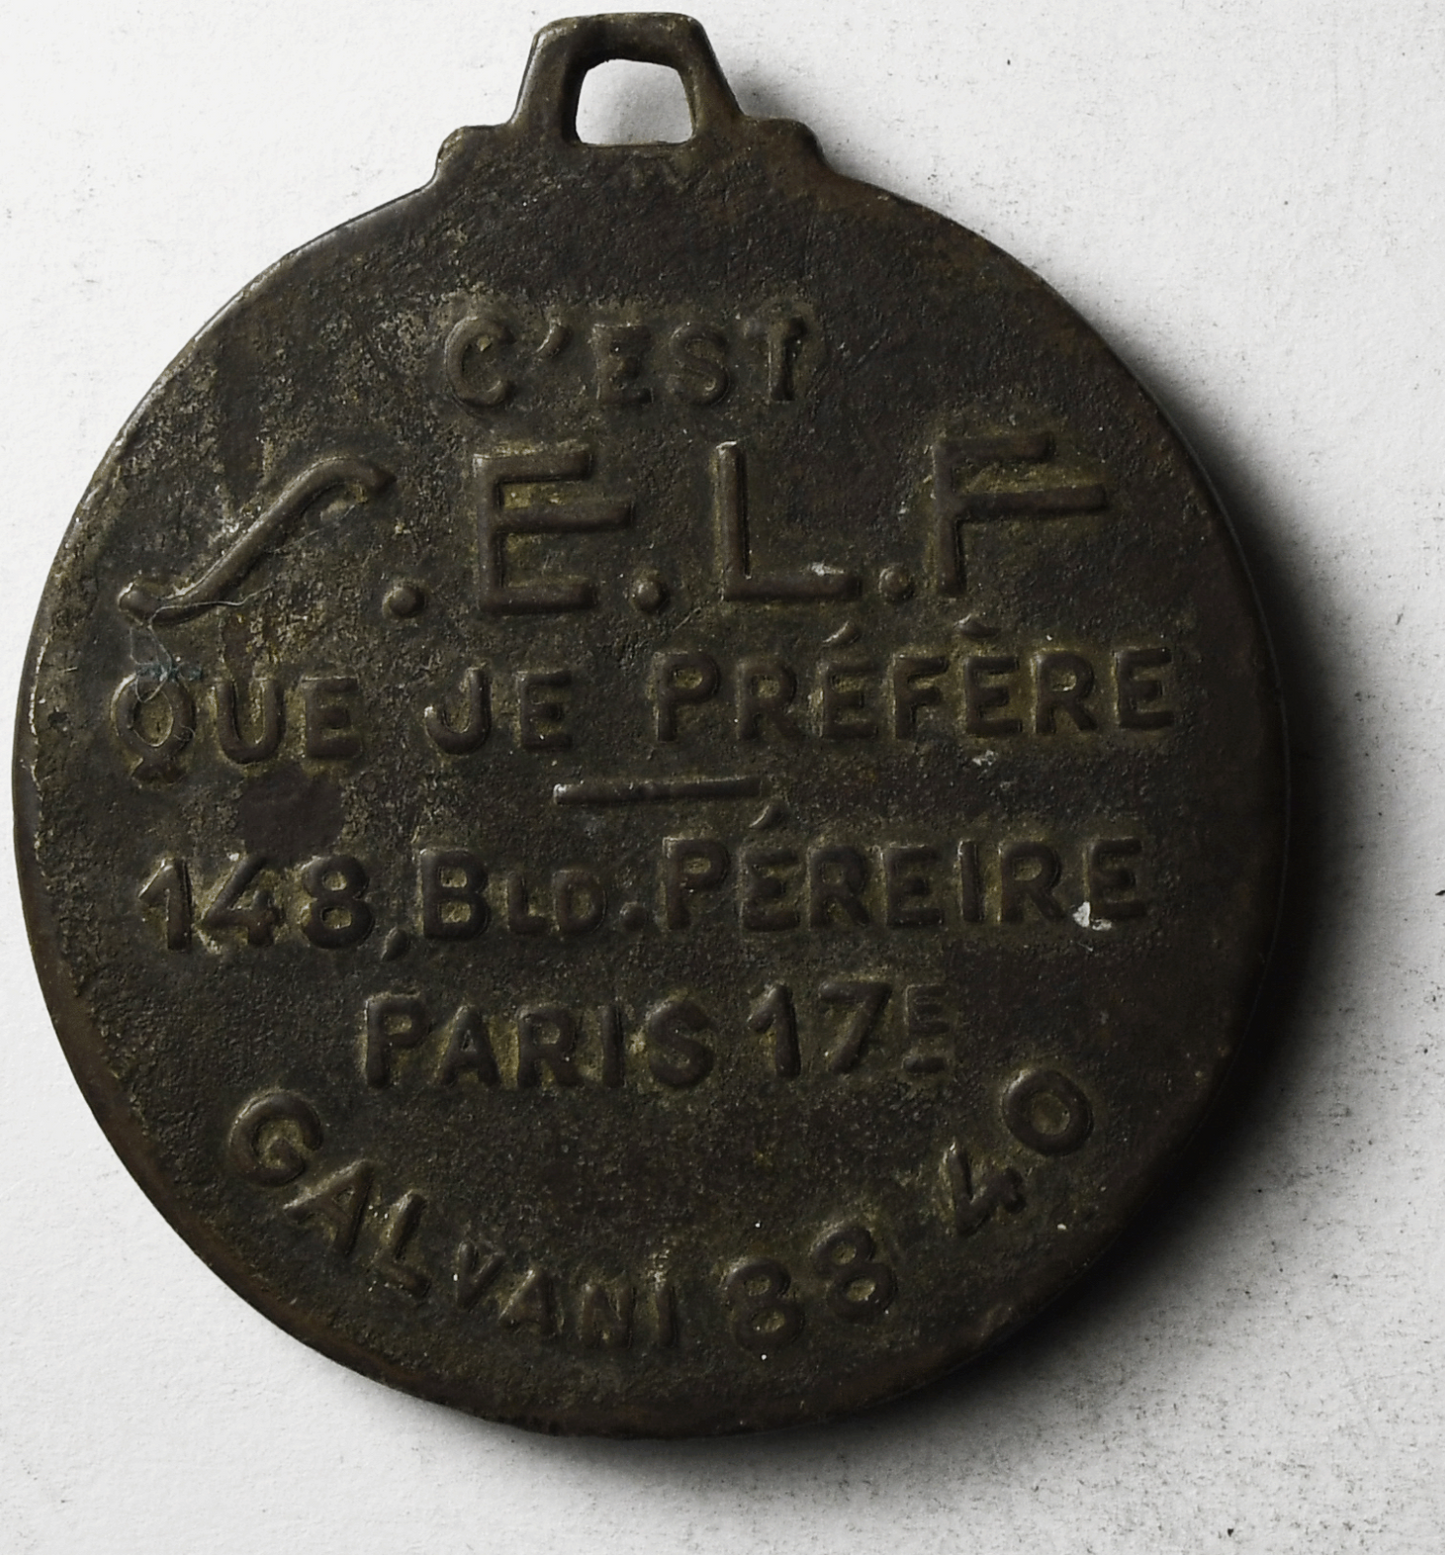 C'EST
S.E.L.F
QUE JE PRÉFÈRE
148, BLD. PÉREIRE
PARIS 17E
GALVANI 88 40